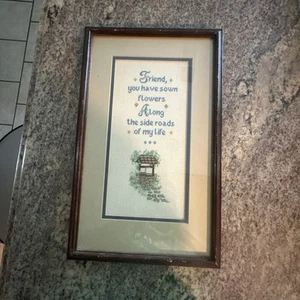 Friend,
you have sown
flowers
Along
the side roads
of my life